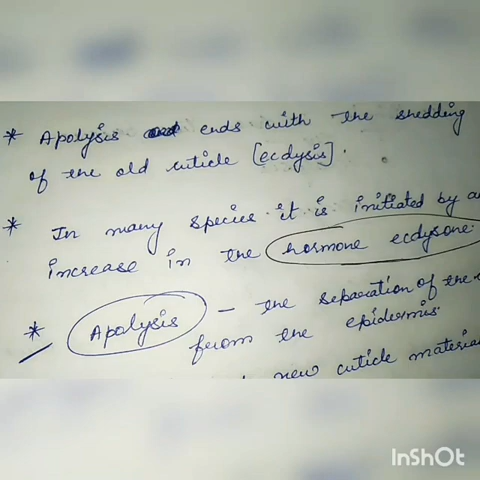 * Apolysis ends with the shedding
of the old cuticle [ecdysis].
* In many species it is initiated by a
increase in the hormone ecdysone.
* Apolysis - the separation of the
from the epidermis.
new cuticle materia
InShOt